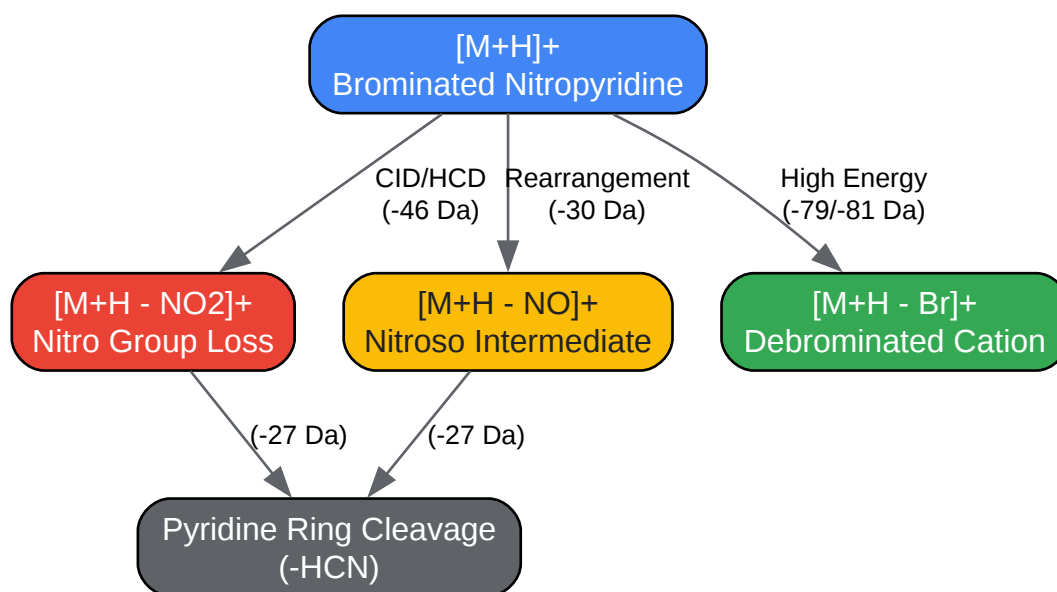 [M+H]+
Brominated Nitropyridine
CID/HCD
(-46 Da)
Rearrangement
(-30 Da)
High Energy
(-79/-81 Da)
[M+H - NO2]+
Nitro Group Loss
[M+H - NO]+
Nitroso Intermediate
[M+H - Br]+
Debrominated Cation
(-27 Da)
(-27 Da)
Pyridine Ring Cleavage
(-HCN)